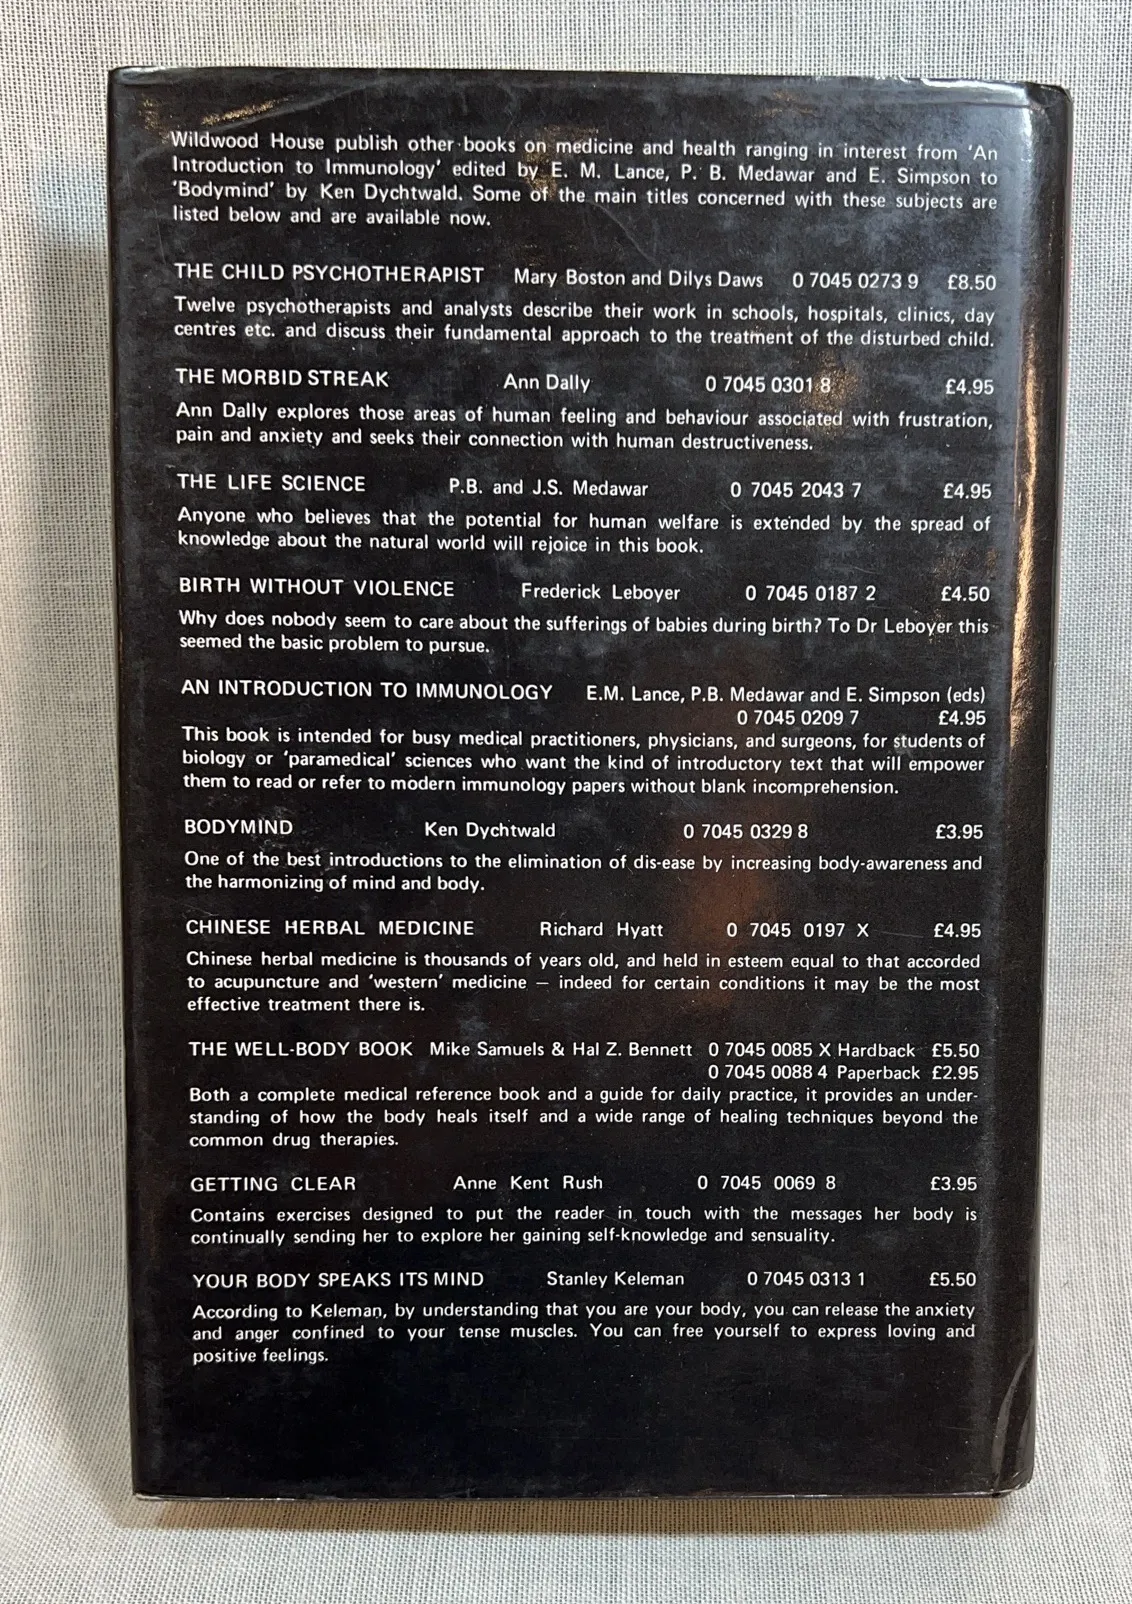 Wildwood House publish other books on medicine and health ranging in interest from ‘An
Introduction to Immunology’ edited by E. M. Lance, P. B. Medawar and E. Simpson to
‘Bodymind’ by Ken Dychtwald. Some of the main titles concerned with these subjects are
listed below and are available now.
THE CHILD PSYCHOTHERAPIST Mary Boston and Dilys Daws 0 7045 0273 9 £8.50
Twelve psychotherapists and analysts describe their work in schools, hospitals, clinics, day
centres etc. and discuss their fundamental approach to the treatment of the disturbed child.
THE MORBID STREAK Ann Dally 0 7045 0301 8 £4.95
Ann Dally explores those areas of human feeling and behaviour associated with frustration,
pain and anxiety and seeks their connection with human destructiveness.
THE LIFE SCIENCE P.B. and J.S. Medawar 0 7045 2043 7 £4.95
Anyone who believes that the potential for human welfare is extended by the spread of
knowledge about the natural world will rejoice in this book.
BIRTH WITHOUT VIOLENCE Frederick Leboyer 0 7045 0187 2 £4.50
Why does nobody seem to care about the sufferings of babies during birth? To Dr Leboyer this
seemed the basic problem to pursue.
AN INTRODUCTION TO IMMUNOLOGY E.M. Lance, P.B. Medawar and E. Simpson (eds)
0 7045 0209 7 £4.95
This book is intended for busy medical practitioners, physicians, and surgeons, for students of
biology or ‘paramedical’ sciences who want the kind of introductory text that will empower
them to read or refer to modern immunology papers without blank incomprehension.
BODYMIND Ken Dychtwald 0 7045 0329 8 £3.95
One of the best introductions to the elimination of dis-ease by increasing body-awareness and
the harmonizing of mind and body.
CHINESE HERBAL MEDICINE Richard Hyatt 0 7045 0197 X £4.95
Chinese herbal medicine is thousands of years old, and held in esteem equal to that accorded
to acupuncture and ‘western’ medicine — indeed for certain conditions it may be the most
effective treatment there is.
THE WELL-BODY BOOK Mike Samuels & Hal Z. Bennett 0 7045 0085 X Hardback £5.50
0 7045 0088 4 Paperback £2.95
Both a complete medical reference book and a guide for daily practice, it provides an under-
standing of how the body heals itself and a wide range of healing techniques beyond the
common drug therapies.
GETTING CLEAR Anne Kent Rush 0 7045 0069 8 £3.95
Contains exercises designed to put the reader in touch with the messages her body is
continually sending her to explore her gaining self-knowledge and sensuality.
YOUR BODY SPEAKS ITS MIND Stanley Keleman 0 7045 0313 1 £5.50
According to Keleman, by understanding that you are your body, you can release the anxiety
and anger confined to your tense muscles. You can free yourself to express loving and
positive feelings.